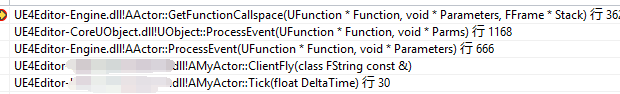 UE4Editor-Engine.dll!AActor::GetFunctionCallspace(UFunction * Function, void * Parameters, FFrame * Stack) 行 362
UE4Editor-CoreUObject.dll!UObject::ProcessEvent(UFunction * Function, void * Parms) 行 1168
UE4Editor-Engine.dll!AActor::ProcessEvent(UFunction * Function, void * Parameters) 行 666
UE4Editor- .dll!AMyActor::ClientFly(class FString const &)
UE4Editor- .dll!AMyActor::Tick(float DeltaTime) 行 30